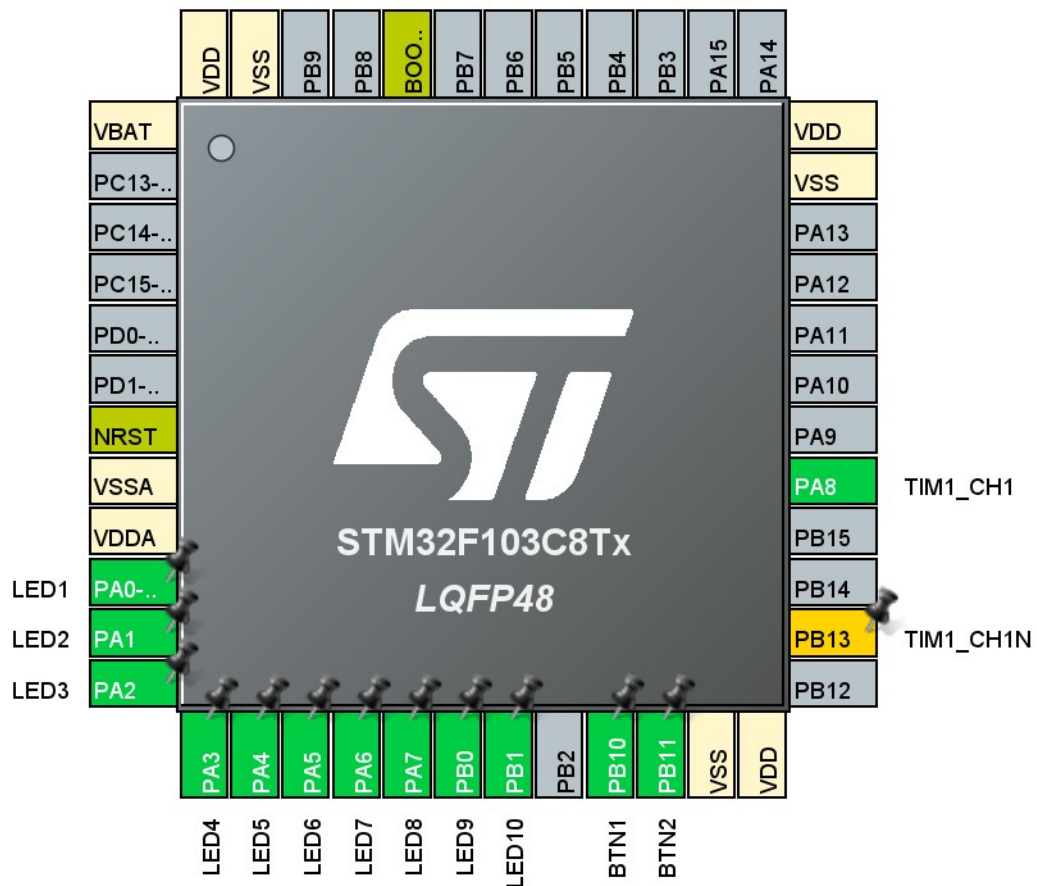 VDD
VSS
PB9
PB8
BOO..
PB7
PB6
PB5
PB4
PB3
PA15
PA14
VBAT
PC13-..
PC14-..
PC15-..
PD0-..
PD1-..
NRST
VSSA
VDDA
LED1 PA0-..
LED2 PA1
LED3 PA2
STM32F103C8Tx
LQFP48
VDD
VSS
PA13
PA12
PA11
PA10
PA9
PA8 TIM1_CH1
PB15
PB14
PB13 TIM1_CH1N
PB12
PA3
PA4
PA5
PA6
PA7
PB0
PB1
PB2
PB10
PB11
VSS
VDD
LED4
LED5
LED6
LED7
LED8
LED9
LED10
BTN1
BTN2